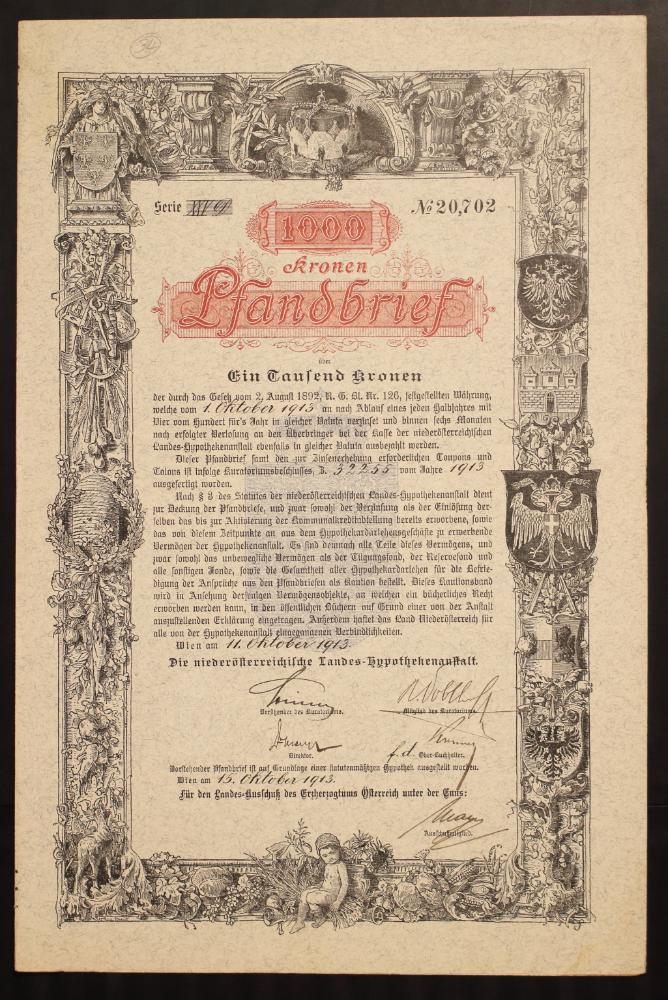 34
Serie
№ 20,702
1000
Kronen
Pfandbrief
über
Ein Tausend Kronen
der durch das Gesetz vom 2. August 1892, R. G. Bl. Nr. 126, festgestellten Währung,
welche vom 1. Oktober 1913 an nach Ablauf eines jeden Halbjahres mit
Vier vom Hundert für's Jahr in gleicher Valuta verzinset und binnen sechs Monaten
nach erfolgter Verlosung an den Überbringer bei der Kasse der niederösterreichischen
Landes-Hypothekenanstalt ebenfalls in gleicher Valuta ausbezahlt werden.
Dieser Pfandbrief samt den zur Zinsenerhebung erforderlichen Coupons und
Talons ist infolge Kuratoriumsbeschlusses, Z. 32255 vom Jahre 1913
ausgefertigt worden.
Nach § 8 des Statutes der niederösterreichischen Landes-Hypothekenanstalt dient
zur Deckung der Pfandbriefe, und zwar sowohl der Verzinsung als der Einlösung der-
selben das bis zur Aktivierung der Kommunalkreditabteilung bereits erworbene, sowie
das von diesem Zeitpunkte an aus dem Hypothekardarlehensgeschäfte zu erwerbende
Vermögen der Hypothekenanstalt. Es sind demnach alle Teile dieses Vermögens, und
zwar sowohl das unbewegliche Vermögen als der Tilgungsfond, der Reservefond und
alle sonstigen Fonde, sowie die Gesamtheit aller Hypothekardarlehen für die Befrie-
digung der Ansprüche aus den Pfandbriefen als Kaution bestellt. Dieses Kautionsband
wird in Ansehung derjenigen Vermögensobjekte, an welchen ein bücherliches Recht
erworben werden kann, in den öffentlichen Büchern auf Grund einer von der Anstalt
auszustellenden Erklärung eingetragen. Außerdem haftet das Land Niederösterreich für
alle von der Hypothekenanstalt eingegangenen Verbindlichkeiten.
Wien am 11. Oktober 1913.
Die niederösterreichische Landes-Hypothekenanstalt.
Vorsitzender des Kuratoriums.
Mitglied des Kuratoriums.
Direktor.
f. d. Ober-Buchhalter.
Vorstehender Pfandbrief ist auf Grundlage einer statutenmäßigen Hypothek ausgestellt worden.
Wien am 15. Oktober 1913.
Für den Landes-Ausschuß des Erzherzogtums Österreich unter der Enns:
Ausschußmitglied.